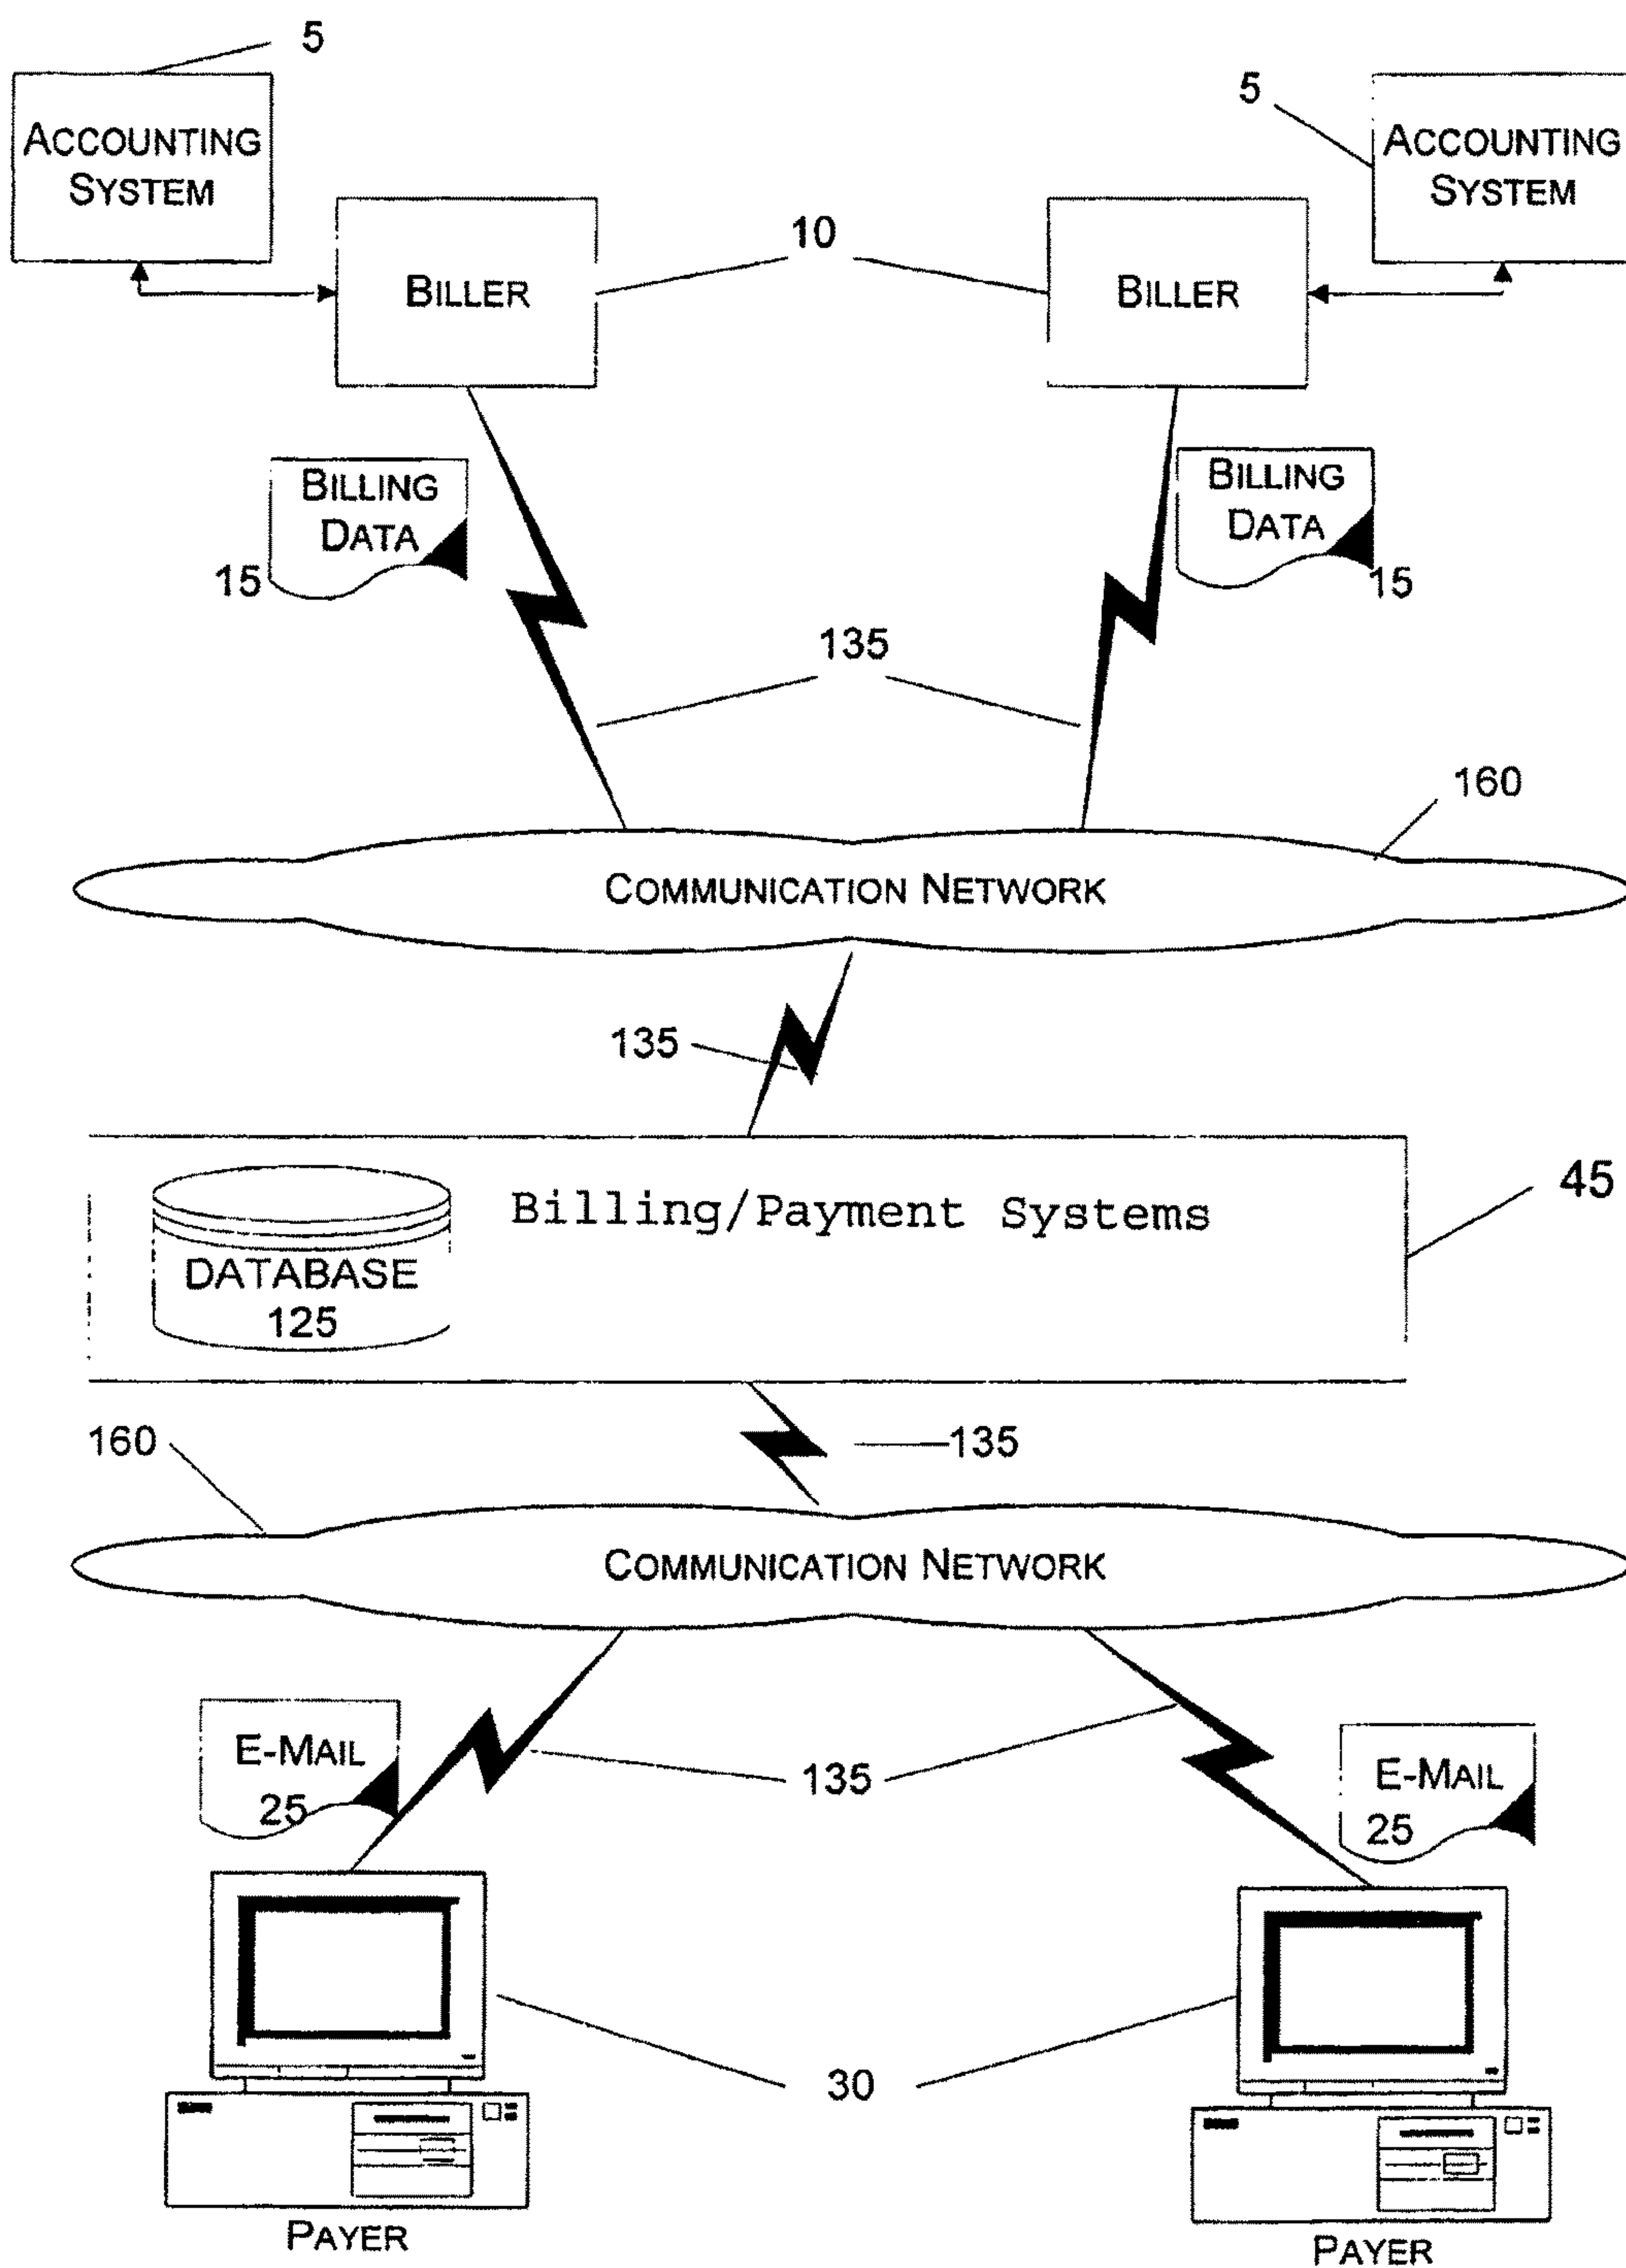 5
5
ACCOUNTING
SYSTEM
ACCOUNTING
SYSTEM
10
BILLER
BILLER
BILLING
DATA
15
BILLING
DATA
15
135
160
COMMUNICATION NETWORK
135
Billing/Payment Systems
45
DATABASE
125
160
135
COMMUNICATION NETWORK
E-MAIL
25
135
E-MAIL
25
30
PAYER
PAYER